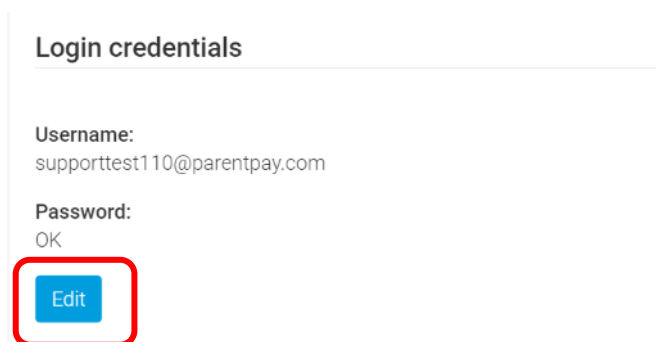 Login credentials
Username:
supporttest110@parentpay.com
Password:
OK
Edit